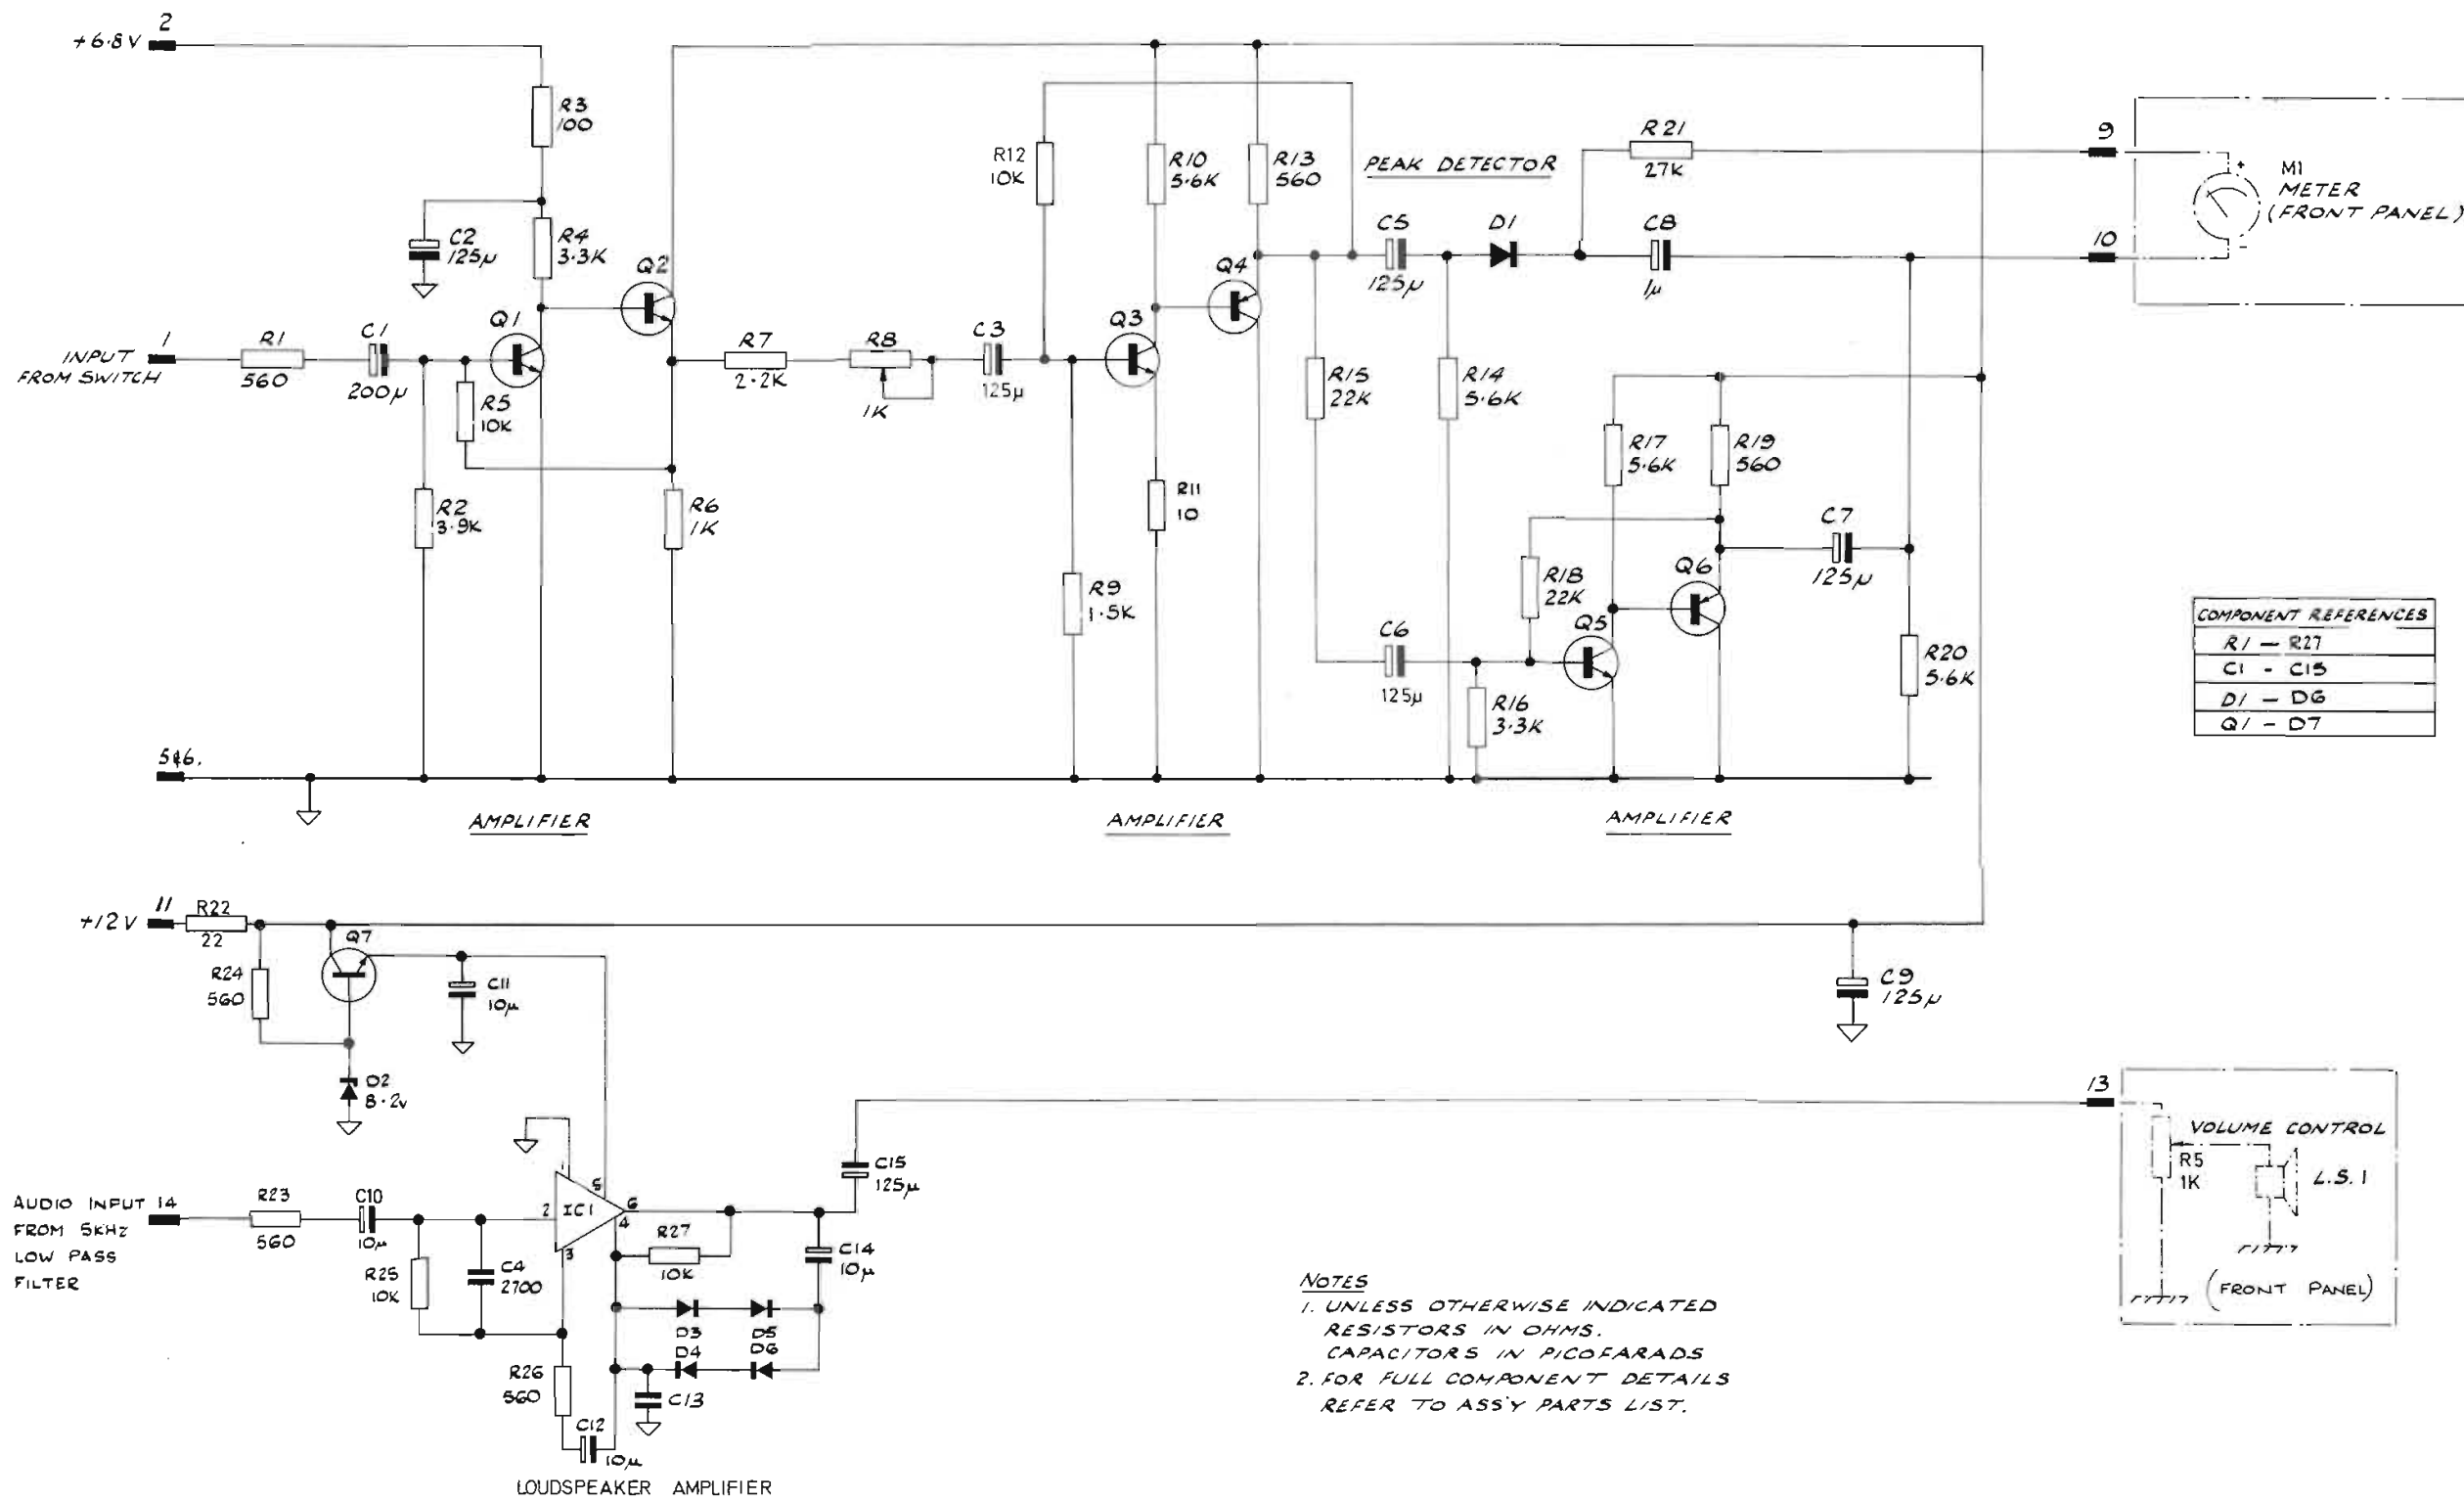 +6.8V
2
R3
100
C2
125µ
R4
3.3K
Q2
INPUT
FROM SWITCH
1
R1
560
C1
200µ
Q1
R5
10K
R2
3.9K
R6
1K
R7
2.2K
R8
1K
C3
125µ
R12
10K
R10
5.6K
R13
560
PEAK DETECTOR
Q3
Q4
R11
10
R9
1.5K
C5
125µ
D1
R21
27K
C8
1µ
9
10
M1
METER
(FRONT PANEL)
+
-
R15
22K
R14
5.6K
R17
5.6K
R19
560
R18
22K
Q5
Q6
C7
125µ
C6
125µ
R16
3.3K
R20
5.6K
COMPONENT REFERENCES
R1 — R27
C1 - C15
D1 — D6
Q1 - D7
5&6.
AMPLIFIER
AMPLIFIER
AMPLIFIER
+12V
11
R22
22
R24
560
Q7
C11
10µ
D2
8.2v
C9
125µ
AUDIO INPUT 14
FROM 5KHZ
LOW PASS
FILTER
R23
560
C10
10µ
R25
10K
C4
2700
1
2
IC1
3
4
5
6
R27
10K
C15
125µ
C14
10µ
D3
D4
D5
D6
C13
R26
560
C12
10µ
LOUDSPEAKER AMPLIFIER
NOTES
1. UNLESS OTHERWISE INDICATED
RESISTORS IN OHMS.
CAPACITORS IN PICOFARADS
2. FOR FULL COMPONENT DETAILS
REFER TO ASS'Y PARTS LIST.
13
VOLUME CONTROL
R5
1K
L.S.1
(FRONT PANEL)